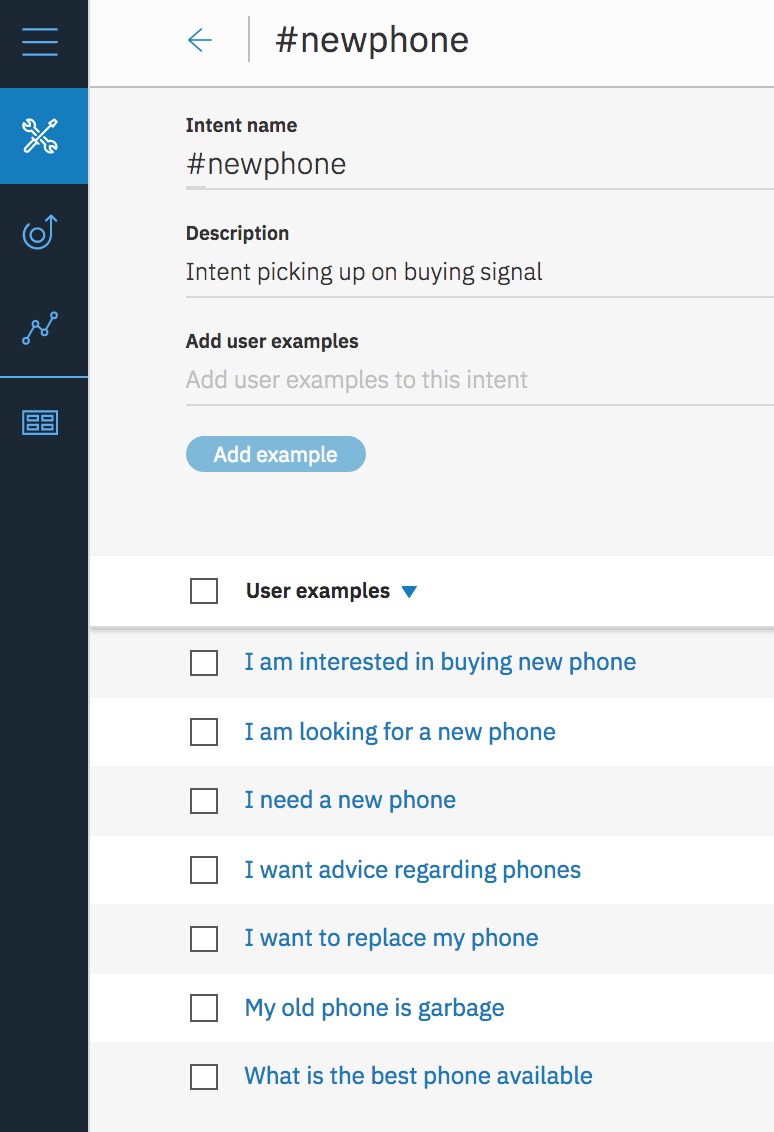 #newphone
Intent name
#newphone
Description
Intent picking up on buying signal
Add user examples
Add user examples to this intent
Add example
User examples
I am interested in buying new phone
I am looking for a new phone
I need a new phone
I want advice regarding phones
I want to replace my phone
My old phone is garbage
What is the best phone available